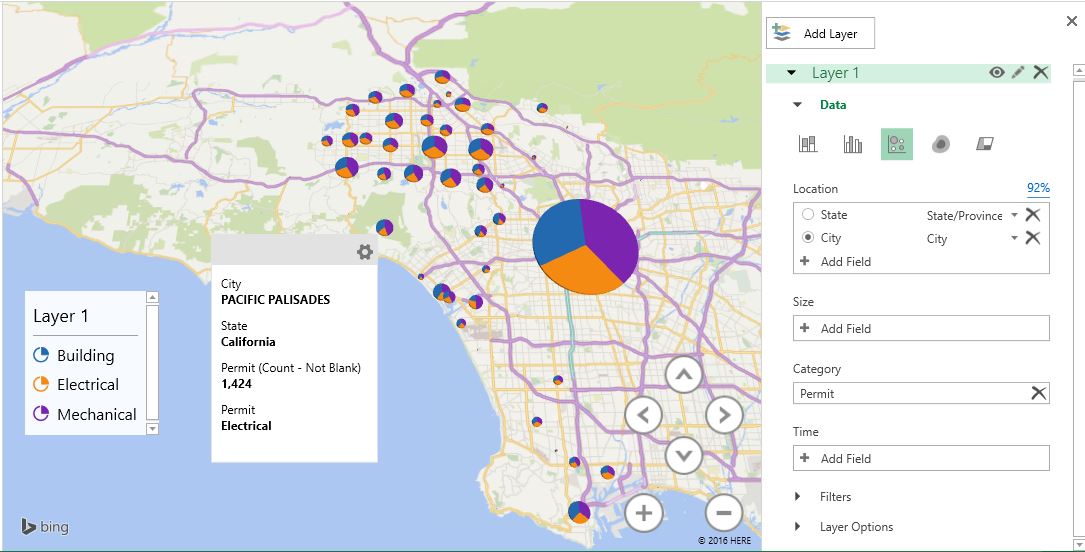 City
PACIFIC PALISADES
State
California
Permit (Count - Not Blank)
1,424
Permit
Electrical
Layer 1
Building
Electrical
Mechanical
bing
© 2016 HERE
Add Layer
Layer 1
Data
Location 92%
State State/Province
City City
Add Field
Size
Add Field
Category
Permit
Time
Add Field
Filters
Layer Options